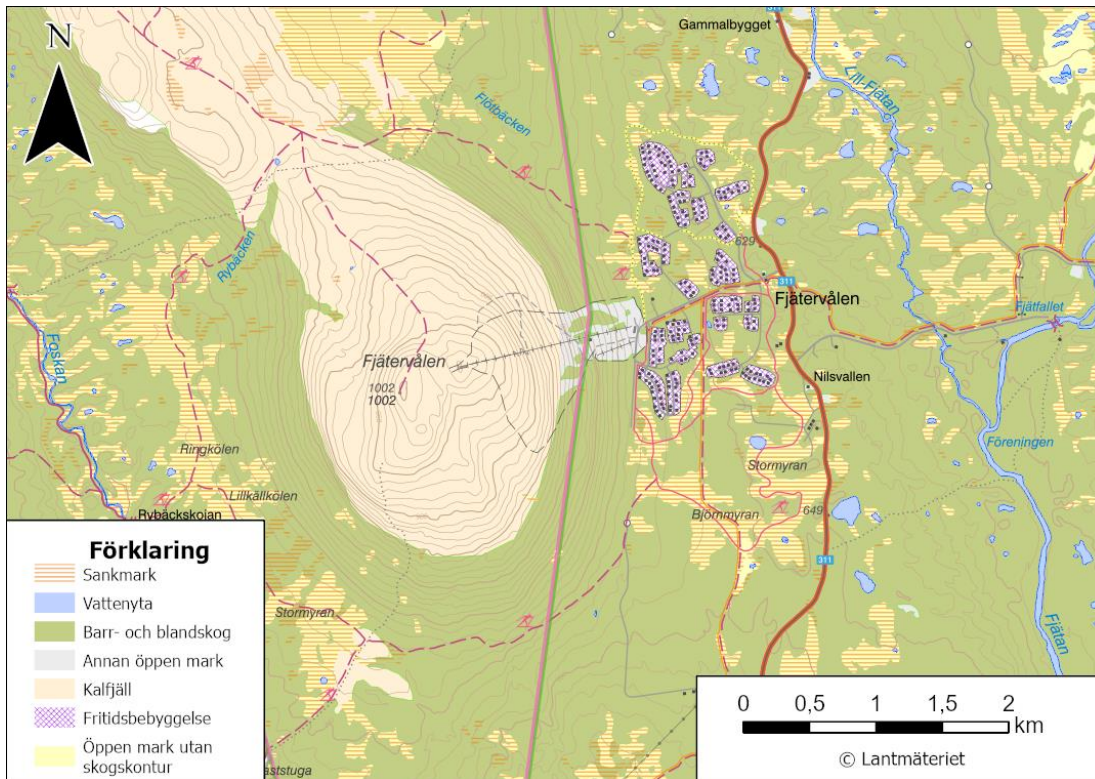 N
311
Gammalbygget
Lill-Fjätan
Flötbäcken
Rybäcken
629
311
Fjätervålen
Fjätfallet
Foskan
Fjätervålen
1002
1002
Nilsvallen
Föreningen
Ringkölen
Stormyran
Lillkällkölen
Björnmyran
649
Rybäckskojan
311
Stormyran
Fjätan
Förklaring
Sankmark
Vattenyta
Barr- och blandskog
Annan öppen mark
Kalfjäll
Fritidsbebyggelse
Öppen mark utan
skogskontur
0 0,5 1 1,5 2
km
© Lantmäteriet